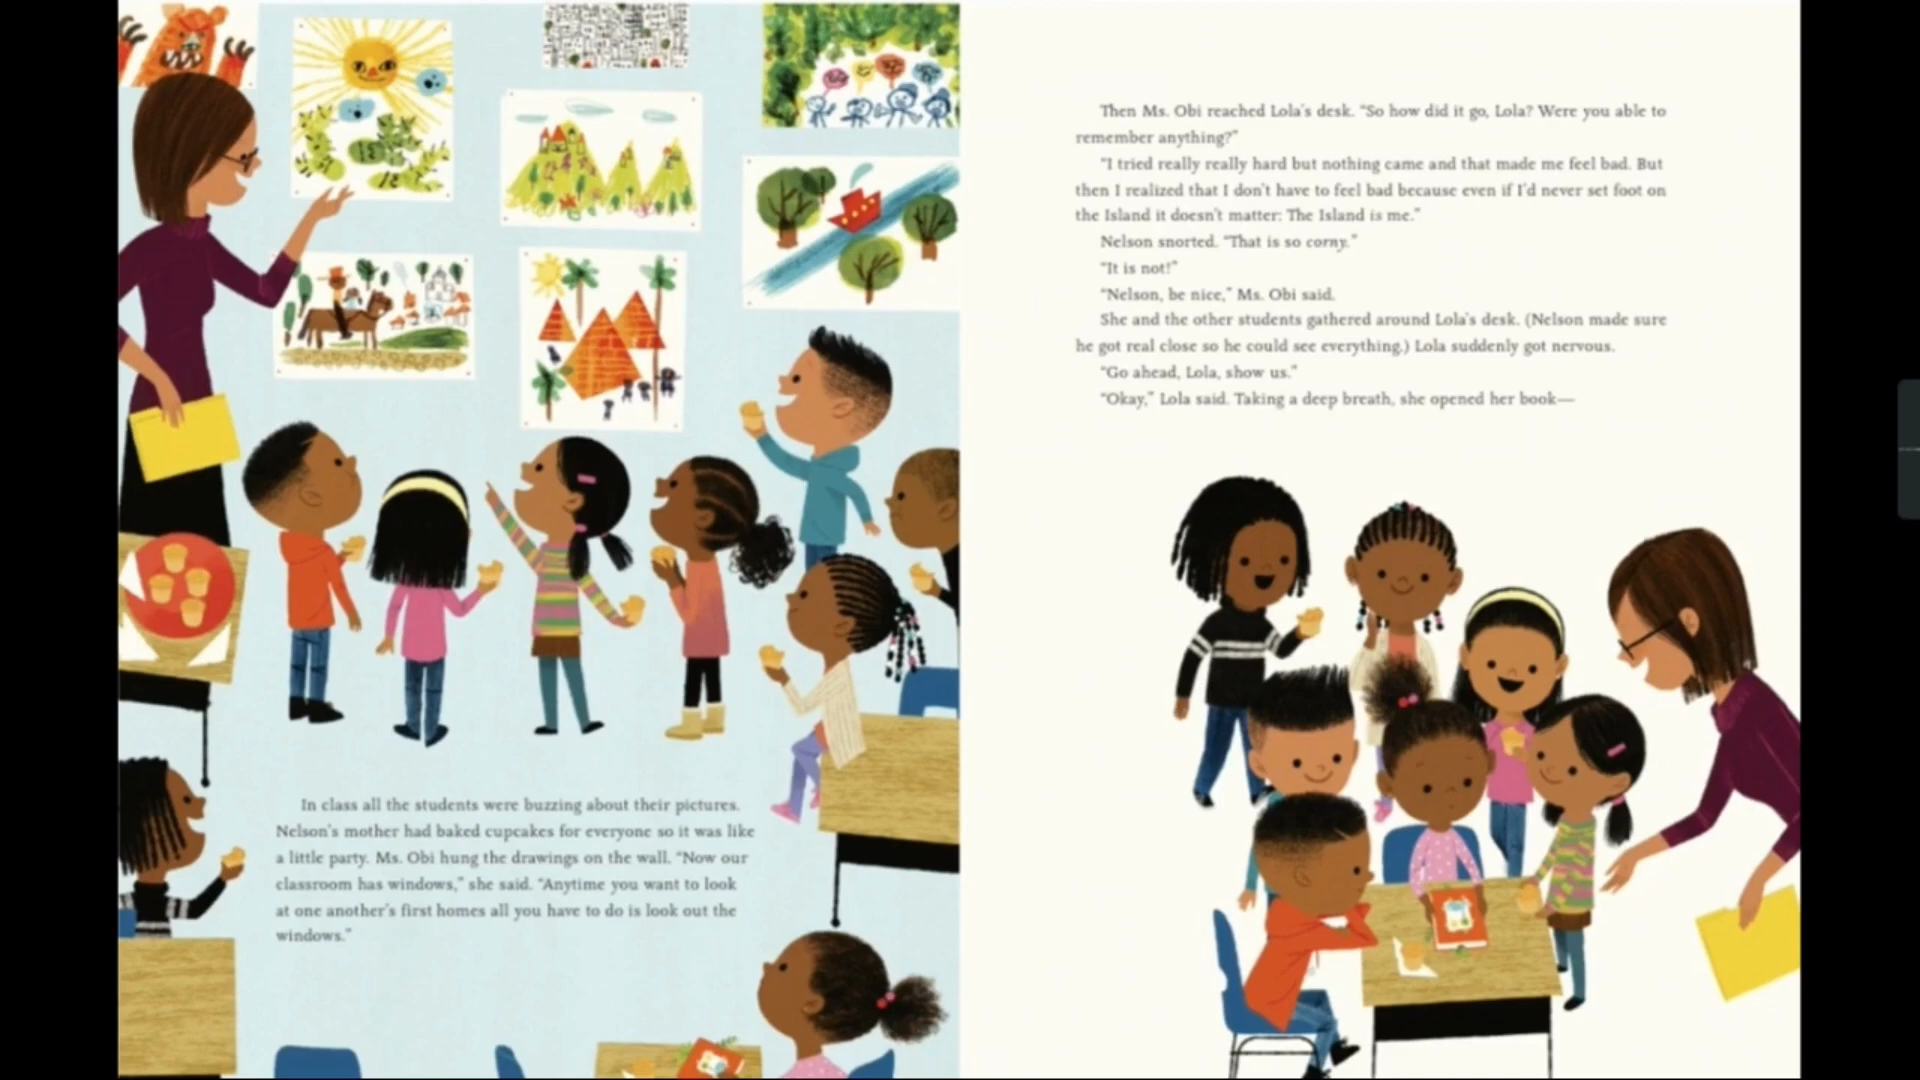 In class all the students were buzzing about their pictures.
Nelson's mother had baked cupcakes for everyone so it was like
a little party. Ms. Obi hung the drawings on the wall. “Now our
classroom has windows,” she said. “Anytime you want to look
at one another's first homes all you have to do is look out the
windows.”
Then Ms. Obi reached Lola's desk. “So how did it go, Lola? Were you able to
remember anything?”
“I tried really really hard but nothing came and that made me feel bad. But
then I realized that I don't have to feel bad because even if I'd never set foot on
the Island it doesn't matter: The Island is me.”
Nelson snorted. “That is so corny.”
“It is not!”
“Nelson, be nice,” Ms. Obi said.
She and the other students gathered around Lola's desk. (Nelson made sure
he got real close so he could see everything.) Lola suddenly got nervous.
“Go ahead, Lola, show us.”
“Okay,” Lola said. Taking a deep breath, she opened her book—